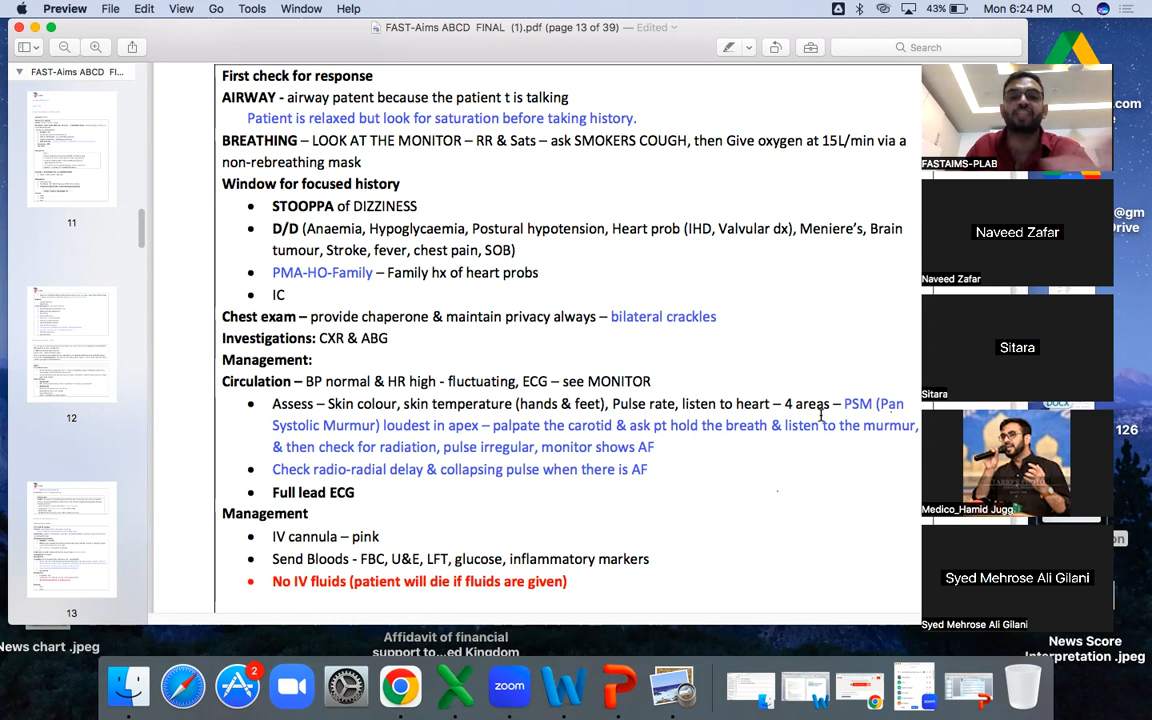 Preview File Edit View Go Tools Window Help 43% Mon 6:24 PM
FAST-Aims ABCD FINAL (1).pdf (page 13 of 39) — Edited
Search
FAST-Aims ABCD FI...
11
12
13
First check for response
AIRWAY - airway patent because the patient t is talking
Patient is relaxed but look for saturation before taking history.
BREATHING – LOOK AT THE MONITOR – RR & Sats – ask SMOKERS COUGH, then Give oxygen at 15L/min via a
non-rebreathing mask
Window for focused history
• STOOPPA of DIZZINESS
• D/D (Anaemia, Hypoglycaemia, Postural hypotension, Heart prob (IHD, Valvular dx), Meniere's, Brain
tumour, Stroke, fever, chest pain, SOB)
• PMA-HO-Family – Family hx of heart probs
• IC
Chest exam – provide chaperone & maintain privacy always – bilateral crackles
Investigations: CXR & ABG
Management:
Circulation – BP normal & HR high - fluctuating, ECG – see MONITOR
• Assess – Skin colour, skin temperature (hands & feet), Pulse rate, listen to heart – 4 areas – PSM (Pan
Systolic Murmur) loudest in apex – palpate the carotid & ask pt hold the breath & listen to the murmur,
& then check for radiation, pulse irregular, monitor shows AF
• Check radio-radial delay & collapsing pulse when there is AF
• Full lead ECG
Management
• IV cannula – pink
• Send Bloods - FBC, U&E, LFT, glucose, inflammatory markers
• No IV fluids (patient will die if fluids are given)
FASTAIMS-PLAB
Naveed Zafar
Naveed Zafar
Sitara
Sitara
Medico_Hamid Jugg
Syed Mehrose Ali Gilani
Syed Mehrose Ali Gilani
.com
@gm
Drive
126
DOCX
on
News chart .jpeg
Affidavit of financial
support to...ed Kingdom
News Score
Interpretation .jpeg
2
zoom